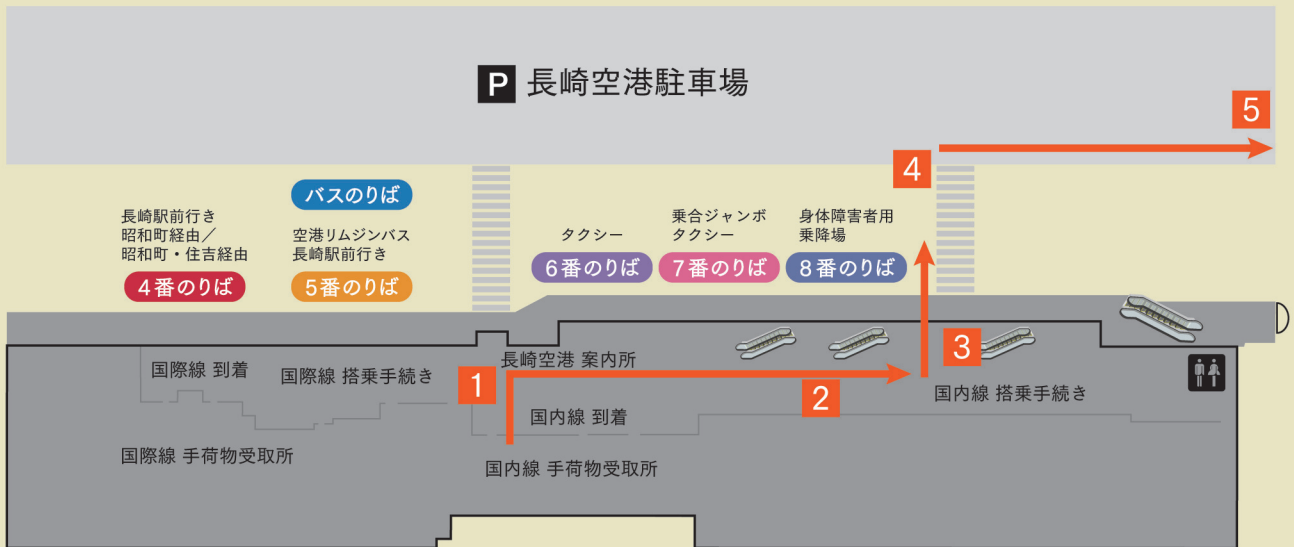 P 長崎空港駐車場
5
4
バスのりば
長崎駅前行き
昭和町経由／
昭和町・住吉経由
4番のりば
空港リムジンバス
長崎駅前行き
5番のりば
タクシー
6番のりば
乗合ジャンボ
タクシー
7番のりば
身体障害者用
乗降場
8番のりば
国際線 到着
国際線 搭乗手続き
1
長崎空港 案内所
3
2
国内線 搭乗手続き
国内線 到着
国際線 手荷物受取所
国内線 手荷物受取所